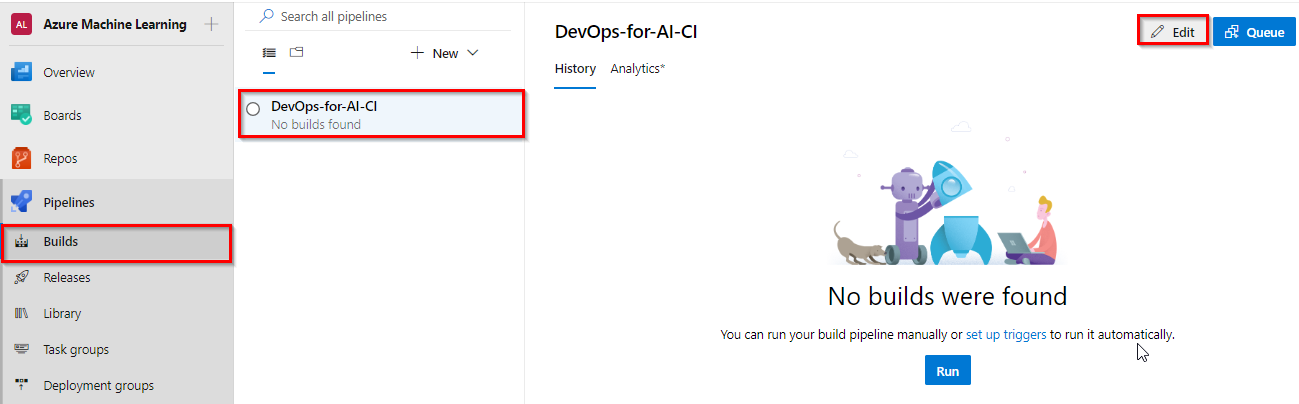 AL Azure Machine Learning
Overview
Boards
Repos
Pipelines
Builds
Releases
Library
Task groups
Deployment groups
Search all pipelines
New
DevOps-for-AI-CI
No builds found
DevOps-for-AI-CI
Edit
Queue
History Analytics*
No builds were found
You can run your build pipeline manually or set up triggers to run it automatically.
Run